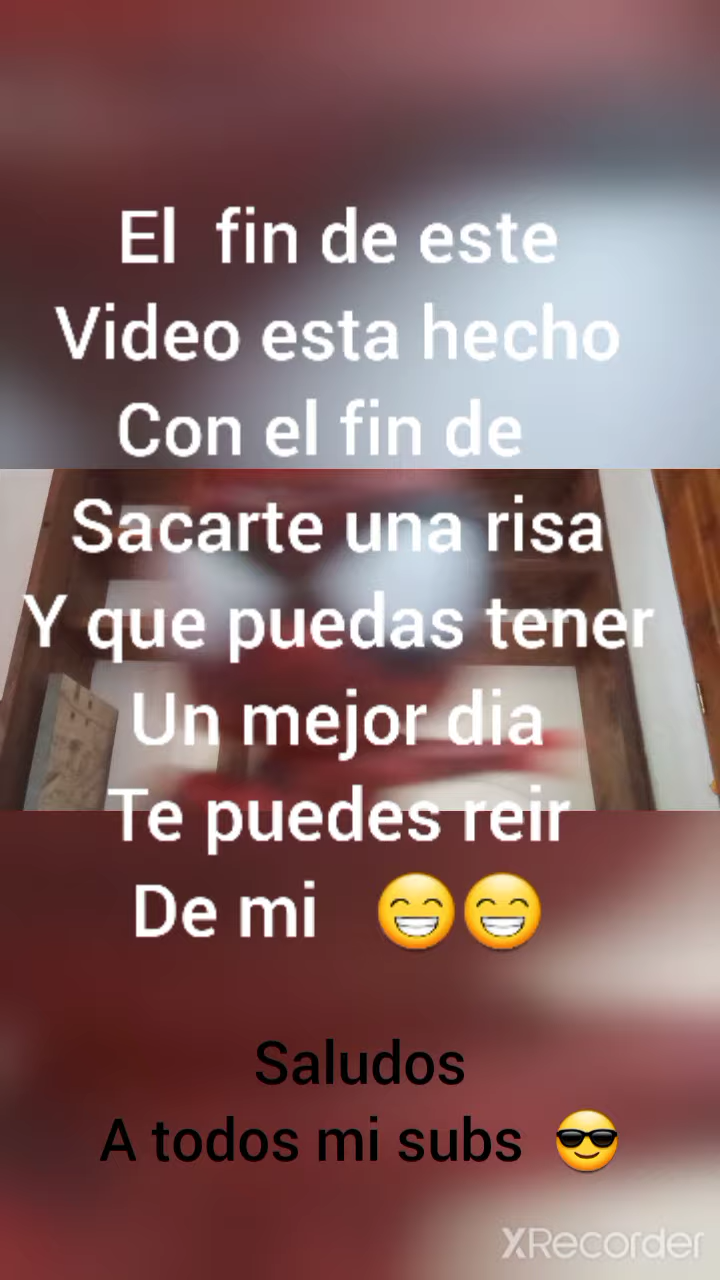 El fin de este
Video esta hecho
Con el fin de
Sacarte una risa
Y que puedas tener
Un mejor dia
Te puedes reir
De mi 😁😁
Saludos
A todos mi subs 😎
XRecorder